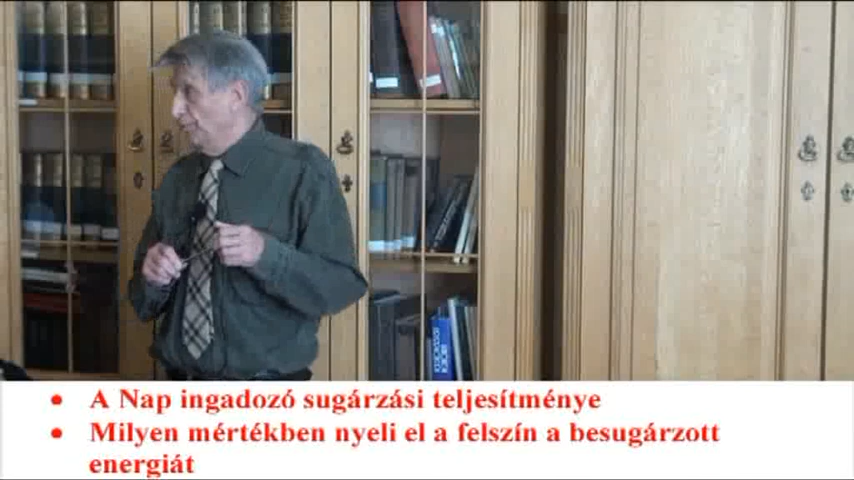 • A Nap ingadozó sugárzási teljesítménye
• Milyen mértékben nyeli el a felszín a besugárzott
energiát